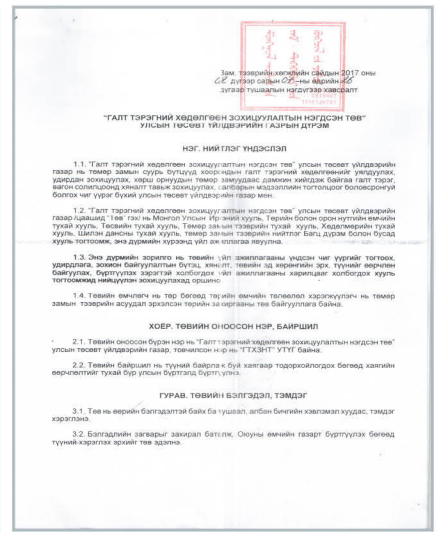 Зам, тээврийн хөгжлийн сайдын 2017 оны
дугаар сарын 07-ны өдрийн
дугаар тушаалын нэгдүгээр хавсралт
"ГАЛТ ТЭРЭГНИЙ ХӨДӨЛГӨӨН ЗОХИЦУУЛАЛТЫН НЭГДСЭН ТӨВ"
УЛСЫН ТӨСӨВТ ҮЙЛДВЭРИЙН ГАЗРЫН ДҮРЭМ
НЭГ. НИЙТЛЭГ ҮНДЭСЛЭЛ
1.1. "Галт тэрэгний хөдөлгөөн зохицуулалтын нэгдсэн төв" улсын төсөвт үйлдвэрийн
газар нь төмөр замын суурь бүтцүүд хоорондын галт тэрэгний хөдөлгөөнийг уялдуулах,
удирдан зохицуулах, хөрш орнуудын төмөр замуудаас дамжин хийгдэж байгаа галт тэрэг,
вагон солилцоонд хяналт тавьж зохицуулах, салбарын мэдээллийн тогтолцоог боловсронгуй
болгох чиг үүрэг бүхий улсын төсөвт үйлдвэрийн газар мөн.
1.2. "Галт тэрэгний хөдөлгөөн зохицуулалтын нэгдсэн төв" улсын төсөвт үйлдвэрийн
газар /цаашид "Төв" гэх/ нь Монгол Улсын Иргэний хууль, Төрийн болон орон нутгийн өмчийн
тухай хууль, Төсвийн тухай хууль, Төмөр замын тээврийн тухай хууль, Хөдөлмөрийн тухай
хууль, Шилэн дансны тухай хууль, төмөр замын тээврийн нийтлэг Багц дүрэм болон бусад
хууль тогтоомж, энэ дүрмийн хүрээнд үйл ажиллагаа явуулна.
1.3. Энэ дүрмийн зорилго нь төвийн үйл ажиллагааны үндсэн чиг үүргийг тогтоох,
удирдлага, зохион байгуулалтын бүтэц, хяналт, төвийн эд хөрөнгийн эрх, түүнийг өөрчлөн
байгуулах, бүртгүүлэх зэрэгтэй холбогдох үйл ажиллагааны харилцааг холбогдох хууль
тогтоомжид нийцүүлэн зохицуулахад оршино
1.4. Төвийн өмчлөгч нь төр бөгөөд төрийн өмчийн төлөөлөл хэрэгжүүлэгч нь төмөр
замын тээврийн асуудал эрхэлсэн төрийн захиргааны төв байгууллага байна.
ХОЁР. ТӨВИЙН ОНООСОН НЭР, БАЙРШИЛ
2.1. Төвийн оноосон бүрэн нэр нь "Галт тэрэгний хөдөлгөөн зохицуулалтын нэгдсэн төв"
улсын төсөвт үйлдвэрийн газар, товчилсон нэр нь "ГТХЗНТ" УТҮГ байна.
2.2. Төвийн байршил нь түүний байрлаж буй хаягаар тодорхойлогдох бөгөөд хаягийн
өөрчлөлтийг тухай бүр улсын бүртгэлд бүртгүүлнэ.
ГУРАВ. ТӨВИЙН БЭЛГЭДЭЛ, ТЭМДЭГ
3.1. Төв нь өөрийн бэлгэдэлтэй байх ба тушаал, албан бичгийн хэвлэмэл хуудас, тэмдэг
хэрэглэнэ.
3.2. Бэлгэдлийн загварыг захирал баталж, Оюуны өмчийн газарт бүртгүүлэх бөгөөд
түүний-хэрэглэх эрхийг төв эдэлнэ.